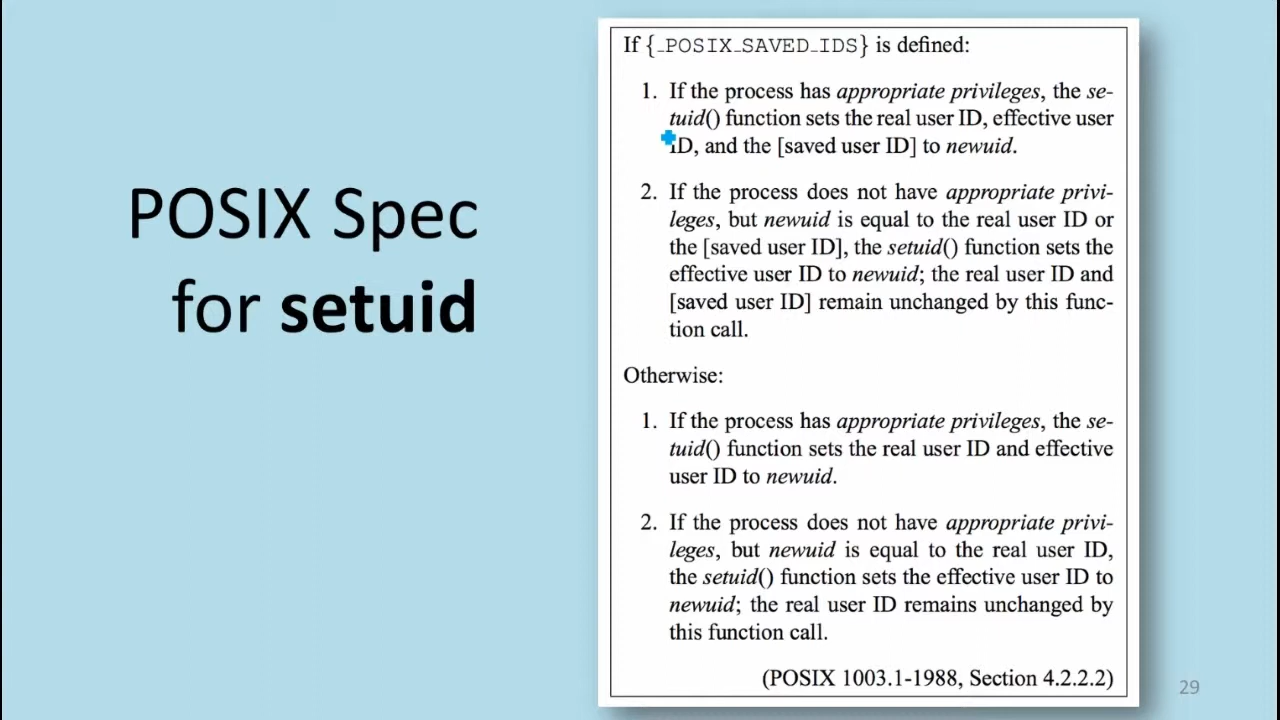 POSIX Spec
for setuid
If {_POSIX_SAVED_IDS} is defined:
1. If the process has appropriate privileges, the se-
tuid() function sets the real user ID, effective user
ID, and the [saved user ID] to newuid.
2. If the process does not have appropriate privi-
leges, but newuid is equal to the real user ID or
the [saved user ID], the setuid() function sets the
effective user ID to newuid; the real user ID and
[saved user ID] remain unchanged by this func-
tion call.
Otherwise:
1. If the process has appropriate privileges, the se-
tuid() function sets the real user ID and effective
user ID to newuid.
2. If the process does not have appropriate privi-
leges, but newuid is equal to the real user ID,
the setuid() function sets the effective user ID to
newuid; the real user ID remains unchanged by
this function call.
(POSIX 1003.1-1988, Section 4.2.2.2)
29